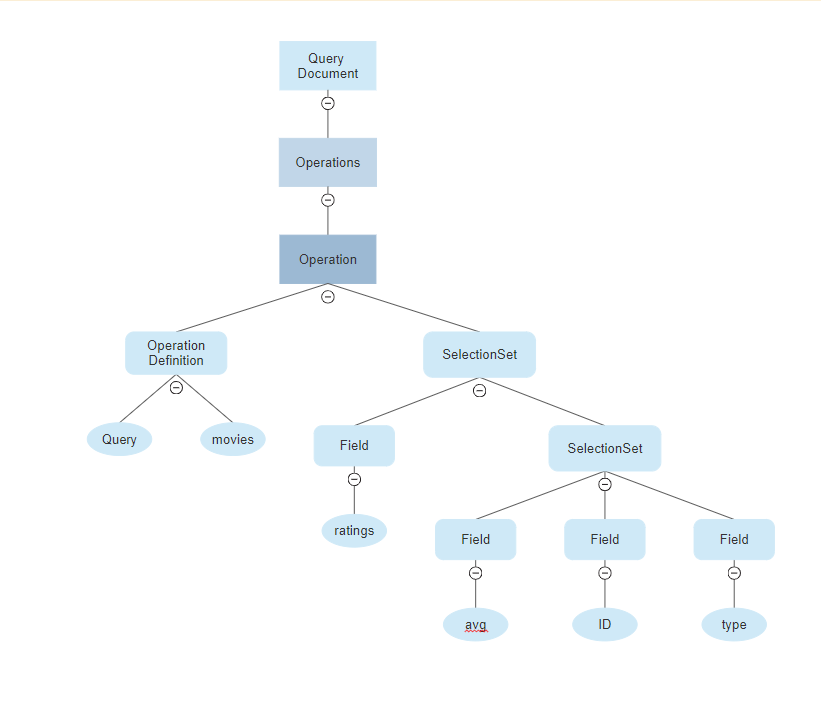 Query
Document
Operations
Operation
Operation
Definition
SelectionSet
Query
movies
Field
SelectionSet
ratings
Field
Field
Field
avg
ID
type